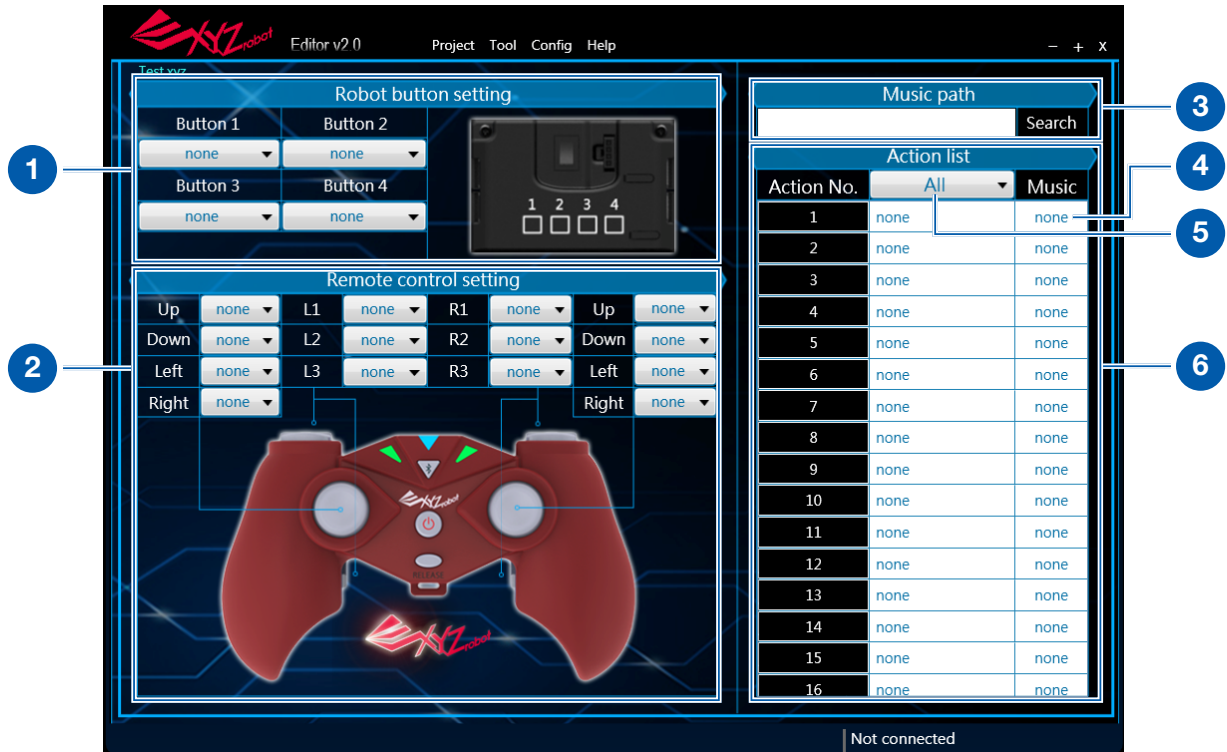 XYZrobot Editor v2.0 Project Tool Config Help - + x
Test.xyz
Robot button setting
Button 1 Button 2
none none
Button 3 Button 4
none none
1 2 3 4
Remote control setting
Up none L1 none R1 none Up none
Down none L2 none R2 none Down none
Left none L3 none R3 none Left none
Right none Right none
XYZrobot
RELEASE
XYZrobot
Music path
Search
Action list
Action No. All Music
1 none none
2 none none
3 none none
4 none none
5 none none
6 none none
7 none none
8 none none
9 none none
10 none none
11 none none
12 none none
13 none none
14 none none
15 none none
16 none none
Not connected
1
2
3
4
5
6